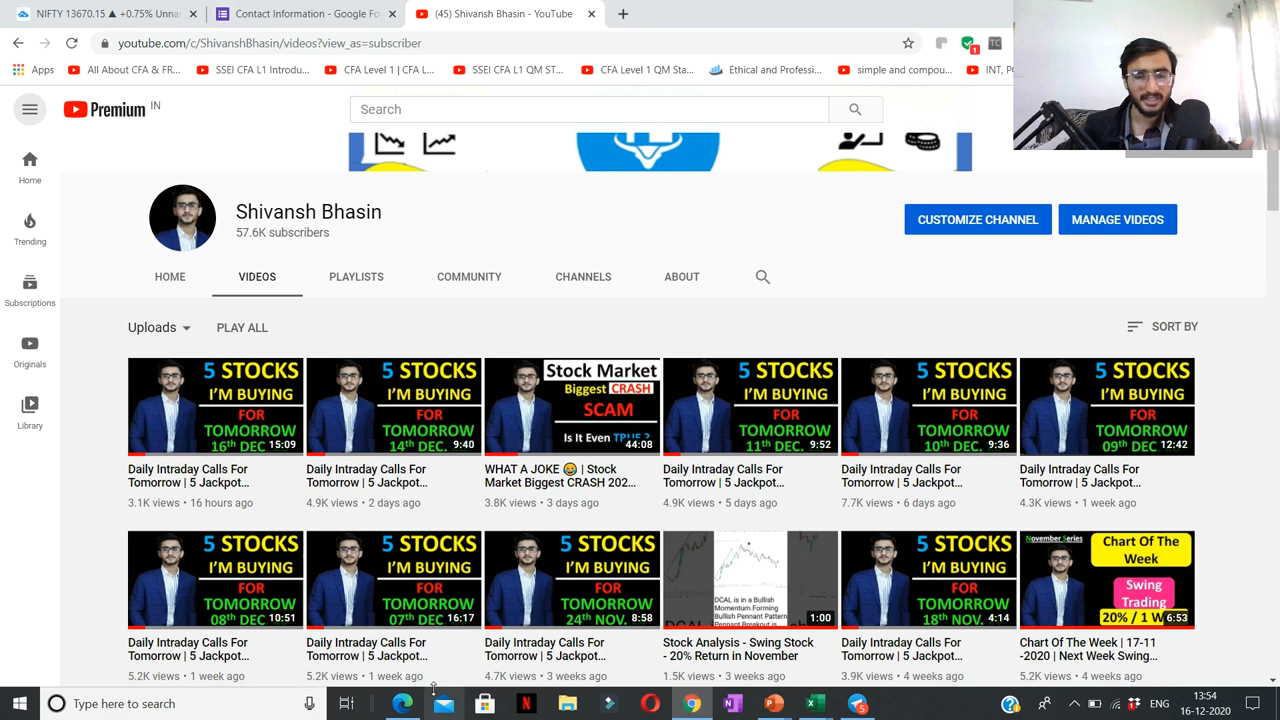 NIFTY 13670.15 ▲ +0.75% Unna
Contact Information - Google Fo
(45) Shivansh Bhasin - YouTube
youtube.com/c/ShivanshBhasin/videos?view_as=subscriber
1
TC
Apps
All About CFA & FR...
SSEI CFA L1 Introdu...
CFA Level 1 | CFA L...
SSEI CFA L1 QM ST...
CFA Level 1 QM Sta...
Ethical and Professi...
simple and compou...
INT, P
Premium IN
Search
Home
Trending
Subscriptions
Originals
Library
Shivansh Bhasin
57.6K subscribers
CUSTOMIZE CHANNEL
MANAGE VIDEOS
HOME
VIDEOS
PLAYLISTS
COMMUNITY
CHANNELS
ABOUT
Uploads
PLAY ALL
SORT BY
5 STOCKS
I'M BUYING
FOR
TOMORROW
16th DEC.
15:09
Daily Intraday Calls For
Tomorrow | 5 Jackpot...
3.1K views • 16 hours ago
5 STOCKS
I'M BUYING
FOR
TOMORROW
14th DEC.
9:40
Daily Intraday Calls For
Tomorrow | 5 Jackpot...
4.9K views • 2 days ago
Stock Market
Biggest CRASH
SCAM
Is It Even TRUE ?
44:08
WHAT A JOKE 😂 | Stock
Market Biggest CRASH 202...
3.8K views • 3 days ago
5 STOCKS
I'M BUYING
FOR
TOMORROW
11th DEC.
9:52
Daily Intraday Calls For
Tomorrow | 5 Jackpot...
4.9K views • 5 days ago
5 STOCKS
I'M BUYING
FOR
TOMORROW
10th DEC.
9:36
Daily Intraday Calls For
Tomorrow | 5 Jackpot...
7.7K views • 6 days ago
5 STOCKS
I'M BUYING
FOR
TOMORROW
09th DEC.
12:42
Daily Intraday Calls For
Tomorrow | 5 Jackpot...
4.3K views • 1 week ago
5 STOCKS
I'M BUYING
FOR
TOMORROW
08th DEC
10:51
Daily Intraday Calls For
Tomorrow | 5 Jackpot...
5.2K views • 1 week ago
5 STOCKS
I'M BUYING
FOR
TOMORROW
07th DEC
16:17
Daily Intraday Calls For
Tomorrow | 5 Jackpot...
5.2K views • 1 week ago
5 STOCKS
I'M BUYING
FOR
TOMORROW
24th NOV.
8:58
Daily Intraday Calls For
Tomorrow | 5 Jackpot...
4.7K views • 3 weeks ago
DCAL is in a Bullish
Momentum.Forming
Bullish Pennant Pattern
Pennant Breakout is
1:00
Stock Analysis - Swing Stock
- 20% Return in November
1.5K views • 3 weeks ago
5 STOCKS
I'M BUYING
FOR
TOMORROW
18th NOV.
4:14
Daily Intraday Calls For
Tomorrow | 5 Jackpot...
3.9K views • 4 weeks ago
November Series
Chart Of The
Week
Swing
Trading
20% / 1 W
6:53
Chart Of The Week | 17-11
-2020 | Next Week Swing...
5.2K views • 4 weeks ago
Type here to search
ENG
13:54
16-12-2020